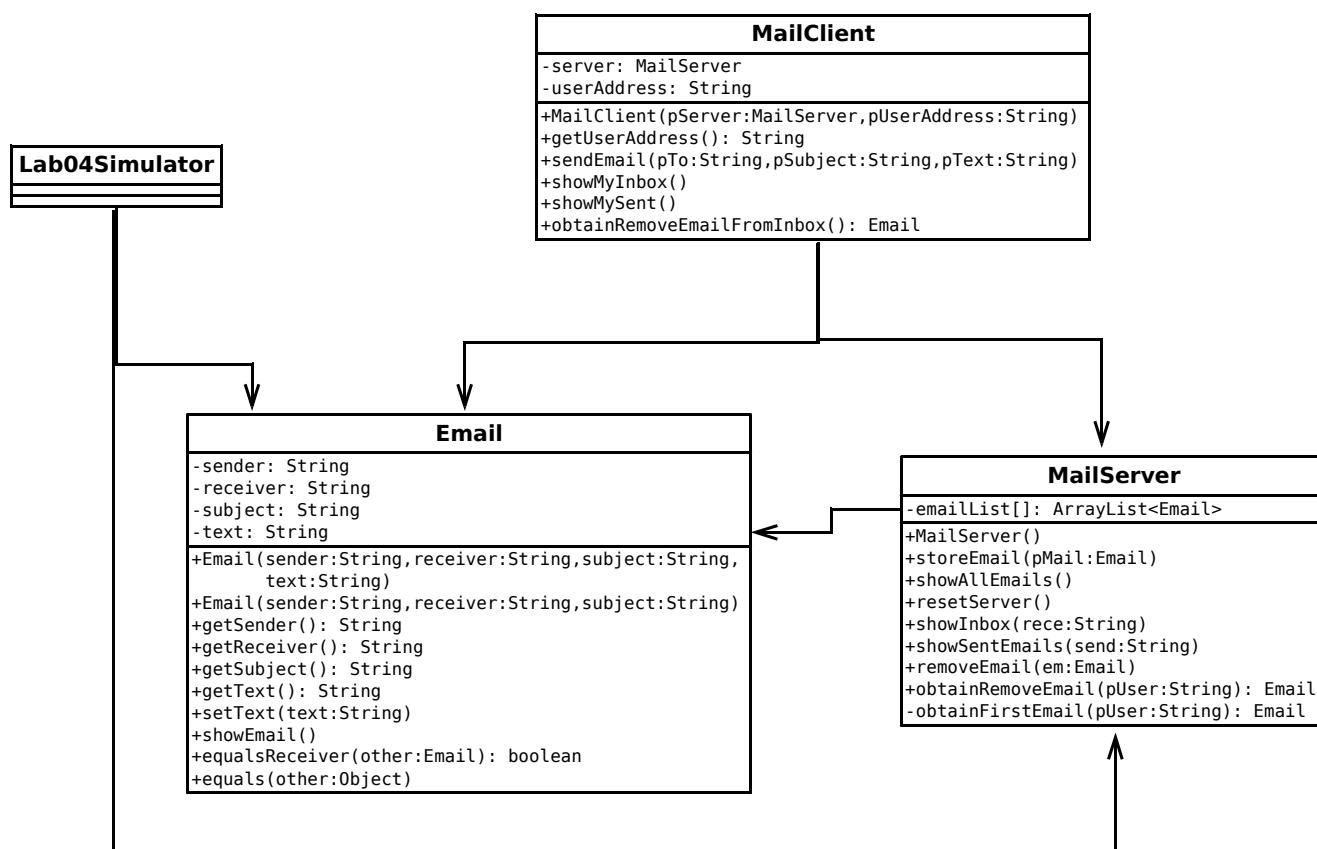 MailClient
-server: MailServer
-userAddress: String
+MailClient(pServer:MailServer,pUserAddress:String)
+getUserAddress(): String
+sendEmail(pTo:String,pSubject:String,pText:String)
+showMyInbox()
+showMySent()
+obtainRemoveEmailFromInbox(): Email
Lab04Simulator
Email
-sender: String
-receiver: String
-subject: String
-text: String
+Email(sender:String,receiver:String,subject:String,
text:String)
+Email(sender:String,receiver:String,subject:String)
+getSender(): String
+getReceiver(): String
+getSubject(): String
+getText(): String
+setText(text:String)
+showEmail()
+equalsReceiver(other:Email): boolean
+equals(other:Object)
MailServer
-emailList[]: ArrayList<Email>
+MailServer()
+storeEmail(pMail:Email)
+showAllEmails()
+resetServer()
+showInbox(rece:String)
+showSentEmails(send:String)
+removeEmail(em:Email)
+obtainRemoveEmail(pUser:String): Email
-obtainFirstEmail(pUser:String): Email